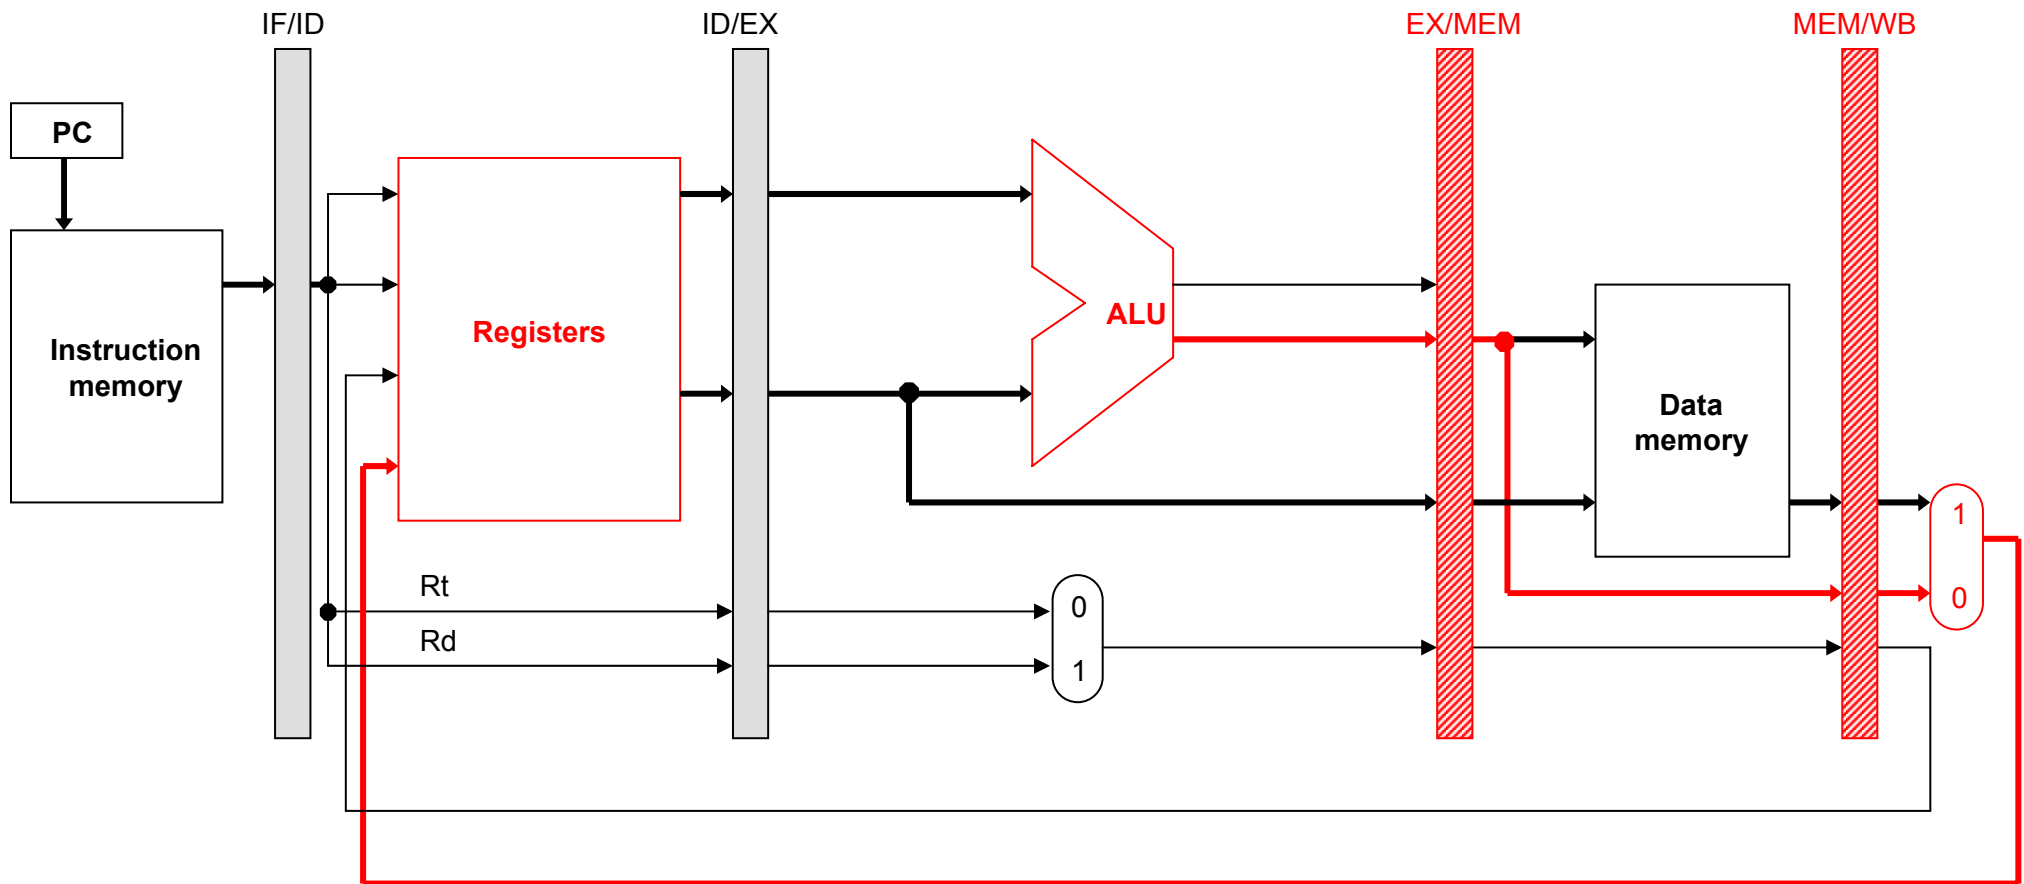 IF/ID
ID/EX
EX/MEM
MEM/WB
PC
Instruction
memory
Registers
ALU
Data
memory
1
0
Rt
Rd
0
1